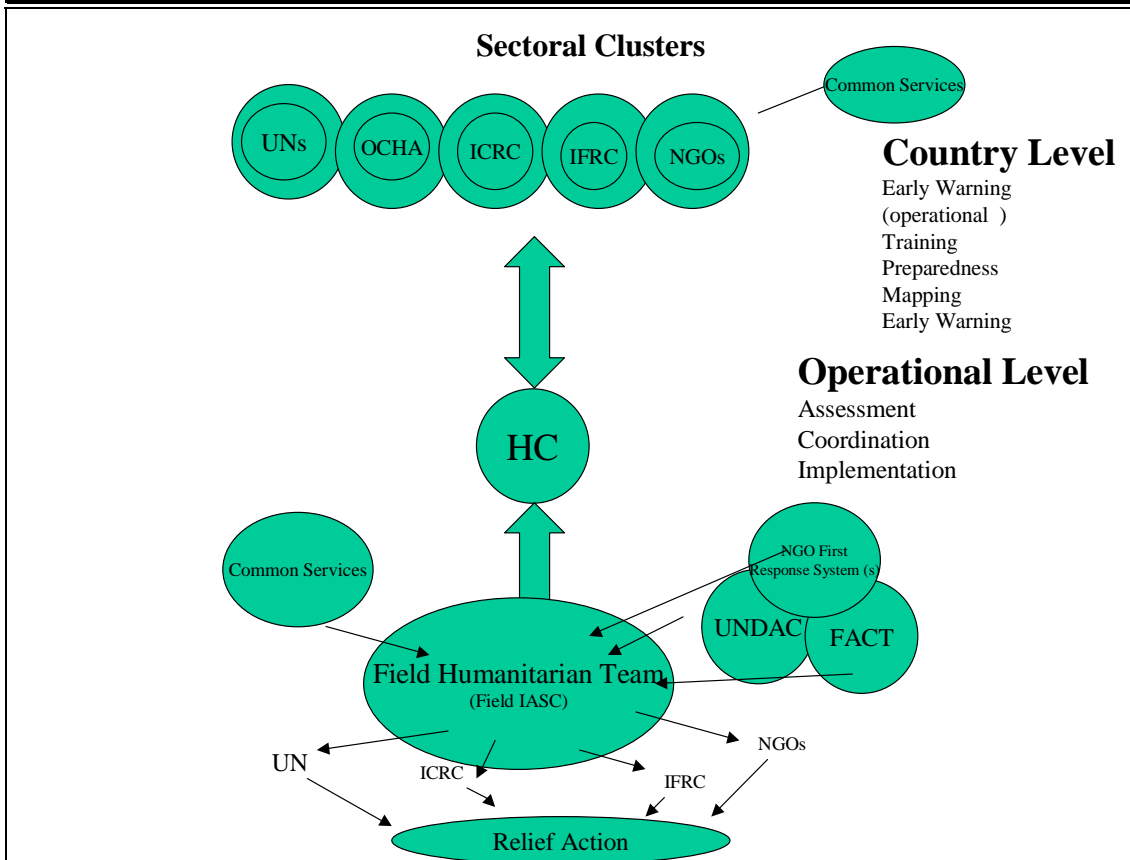 Sectoral Clusters
Common Services
UNs
OCHA
ICRC
IFRC
NGOs
Country Level
Early Warning
(operational )
Training
Preparedness
Mapping
Early Warning
Operational Level
Assessment
Coordination
Implementation
HC
Common Services
NGO First
Response System (s)
UNDAC
FACT
Field Humanitarian Team
(Field IASC)
UN
ICRC
IFRC
NGOs
Relief Action